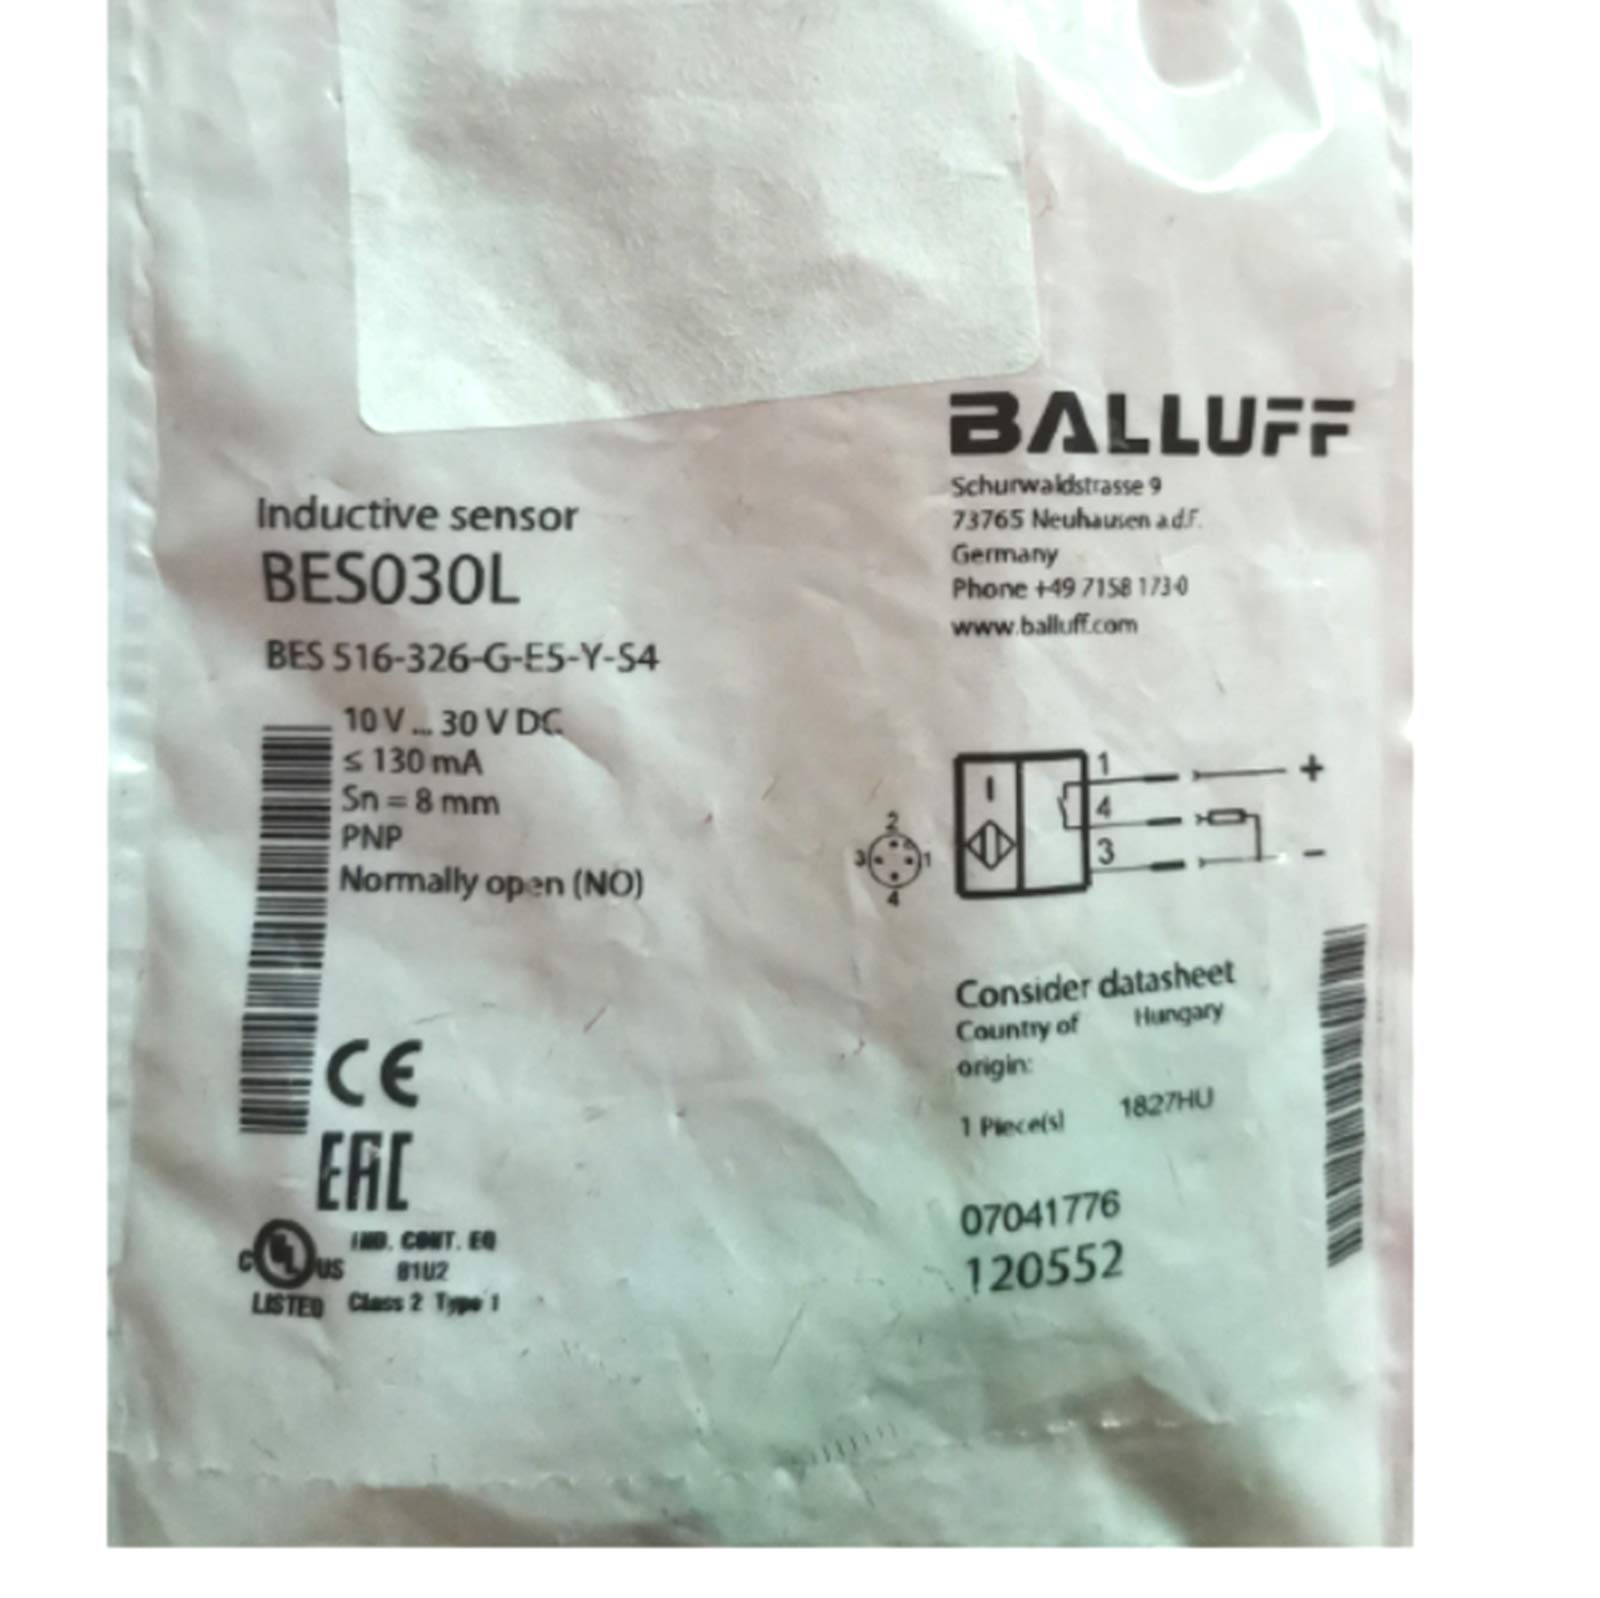 BALLUFF
Schurwaldstrasse 9
73765 Neuhausen a.d.F.
Germany
Phone +49 7158 173-0
www.balluff.com
Inductive sensor
BES030L
BES 516-326-G-E5-Y-S4
10 V ... 30 V DC
≤ 130 mA
Sn = 8 mm
PNP
Normally open (NO)
2
3 1
4
1 +
4
3 -
Consider datasheet
Country of Hungary
origin:
1 Piece(s) 1827HU
07041776
120552
CE
EAC
C UL US IND. CONT. EQ
81U2
LISTED Class 2 Type 1